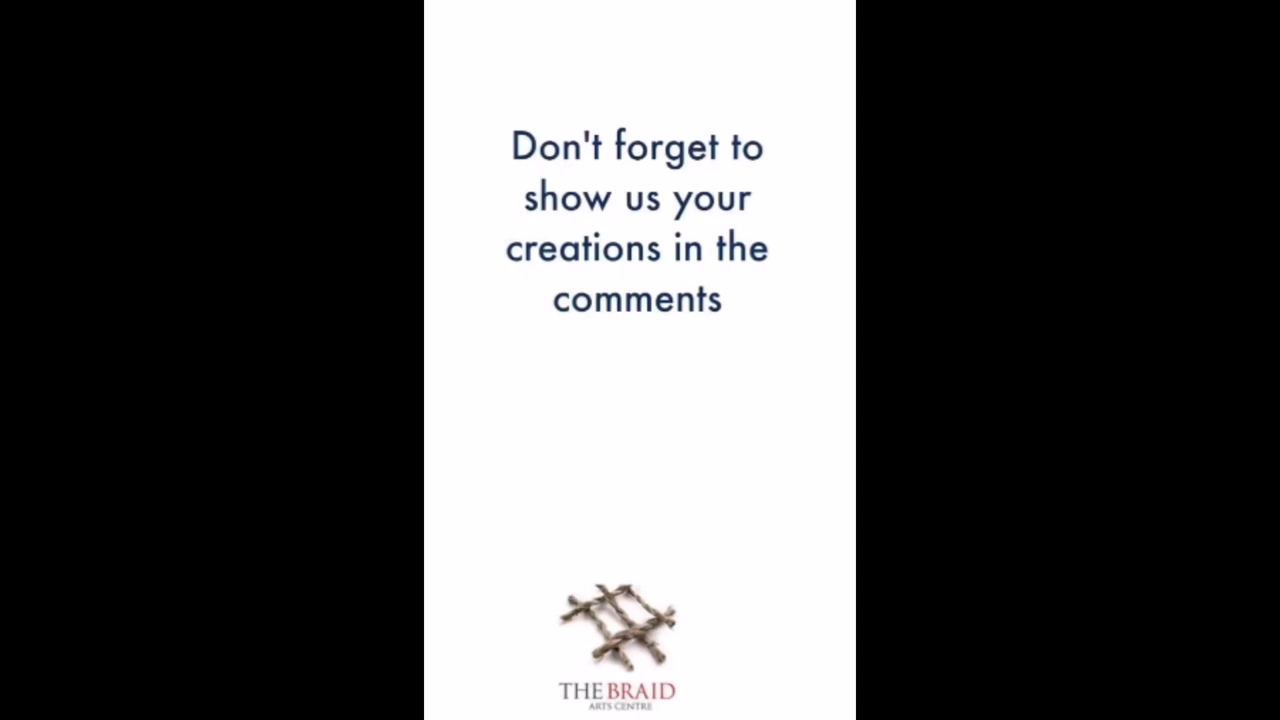 Don't forget to
show us your
creations in the
comments
THE BRAID
ARTS CENTRE